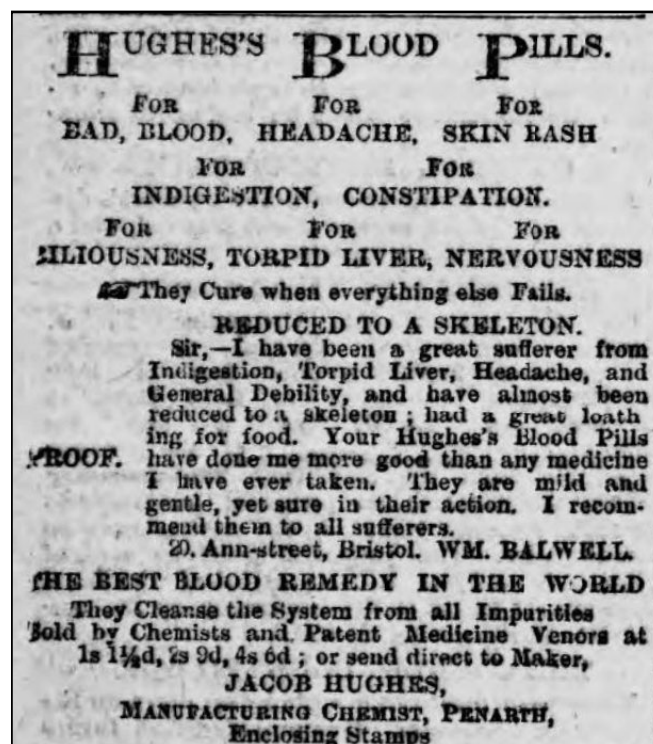 HUGHES'S BLOOD PILLS.
FOR FOR FOR
BAD, BLOOD, HEADACHE, SKIN RASH
FOR FOR
INDIGESTION, CONSTIPATION.
FOR FOR FOR
BILIOUSNESS, TORPID LIVER, NERVOUSNESS
They Cure when everything else Fails.
REDUCED TO A SKELETON.
Sir,—I have been a great sufferer from
Indigestion, Torpid Liver, Headache, and
General Debility, and have almost been
reduced to a skeleton; had a great loath
ing for food. Your Hughes's Blood Pills
PROOF. have done me more good than any medicine
I have ever taken. They are mild and
gentle, yet sure in their action. I recom-
mend them to all sufferers.
20, Ann-street, Bristol. WM. BALWELL.
THE BEST BLOOD REMEDY IN THE WORLD
They Cleanse the System from all Impurities
Sold by Chemists and Patent Medicine Venors at
1s 1½d, 2s 9d, 4s 6d; or send direct to Maker,
JACOB HUGHES,
MANUFACTURING CHEMIST, PENARTH,
Enclosing Stamps